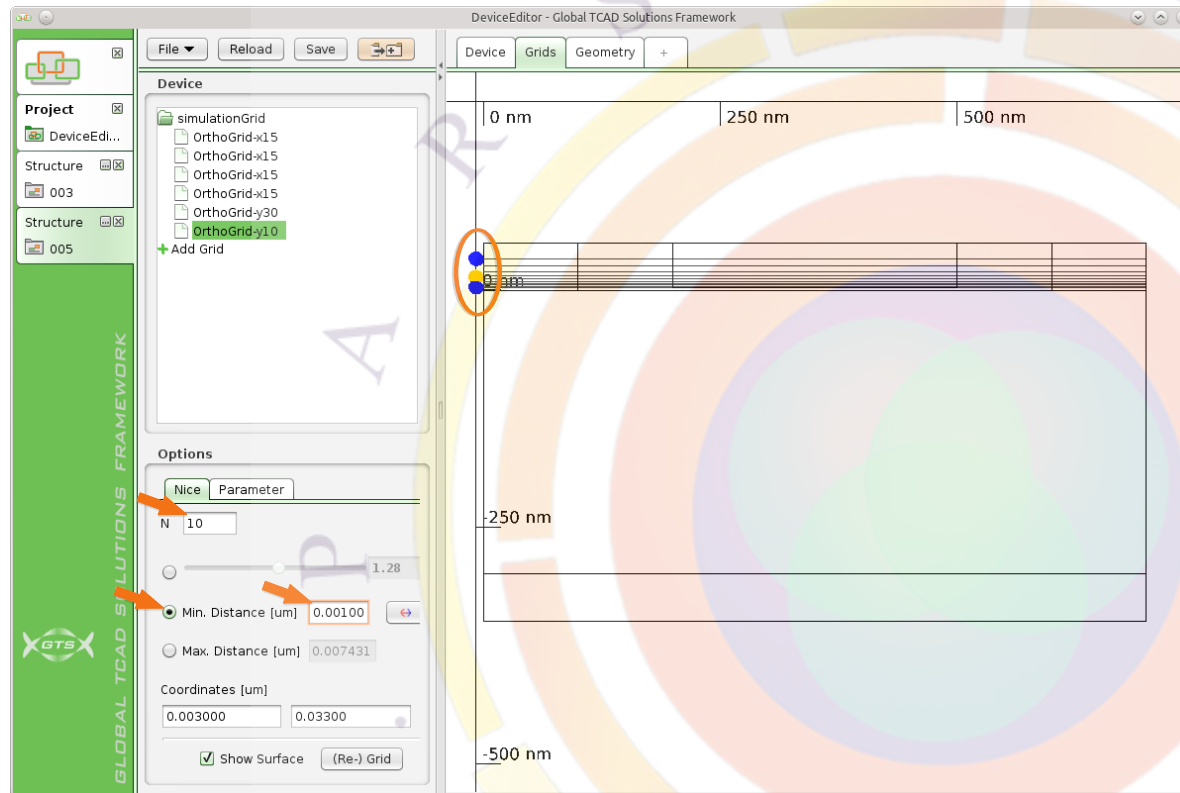 DeviceEditor - Global TCAD Solutions Framework
Project
DeviceEdi...
Structure
003
Structure
005
GLOBAL TCAD SOLUTIONS FRAMEWORK
GTS
File Reload Save
Device
simulationGrid
OrthoGrid-x15
OrthoGrid-x15
OrthoGrid-x15
OrthoGrid-x15
OrthoGrid-y30
OrthoGrid-y10
Add Grid
Options
Nice Parameter
N 10
1.28
Min. Distance [um] 0.00100
Max. Distance [um] 0.007431
Coordinates [um]
0.003000 0.03300
Show Surface (Re-) Grid
Device Grids Geometry +
0 nm 250 nm 500 nm
0 nm
-250 nm
-500 nm
P A R S